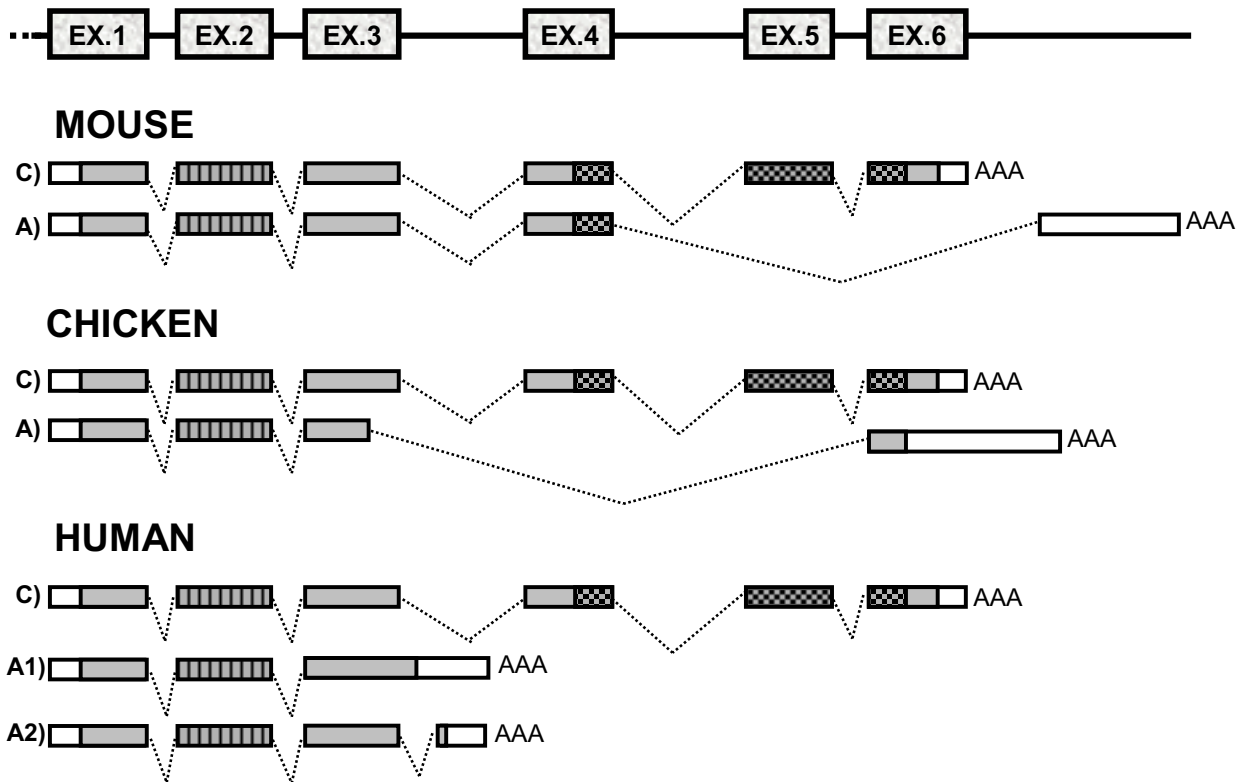 EX.1 EX.2 EX.3 EX.4 EX.5 EX.6
MOUSE
C) AAA
A) AAA
CHICKEN
C) AAA
A) AAA
HUMAN
C) AAA
A1) AAA
A2) AAA